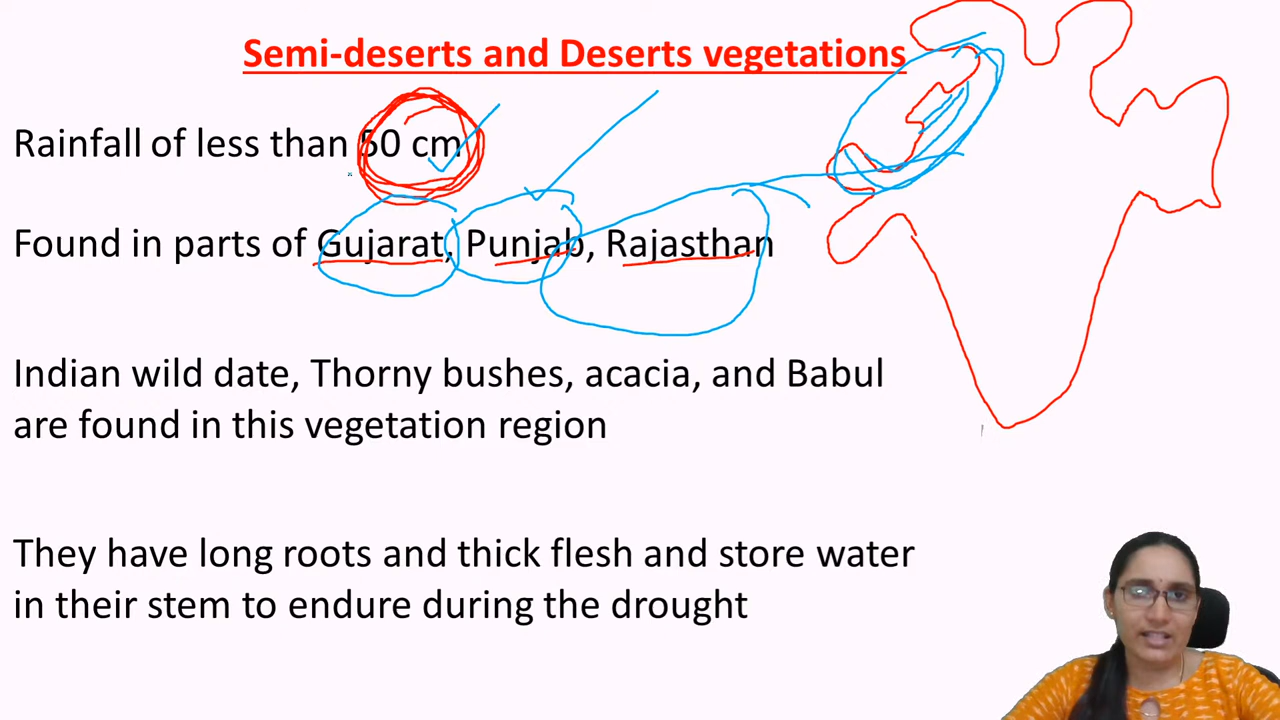 Semi-deserts and Deserts vegetations
Rainfall of less than 50 cm
Found in parts of Gujarat, Punjab, Rajasthan
Indian wild date, Thorny bushes, acacia, and Babul
are found in this vegetation region
They have long roots and thick flesh and store water
in their stem to endure during the drought